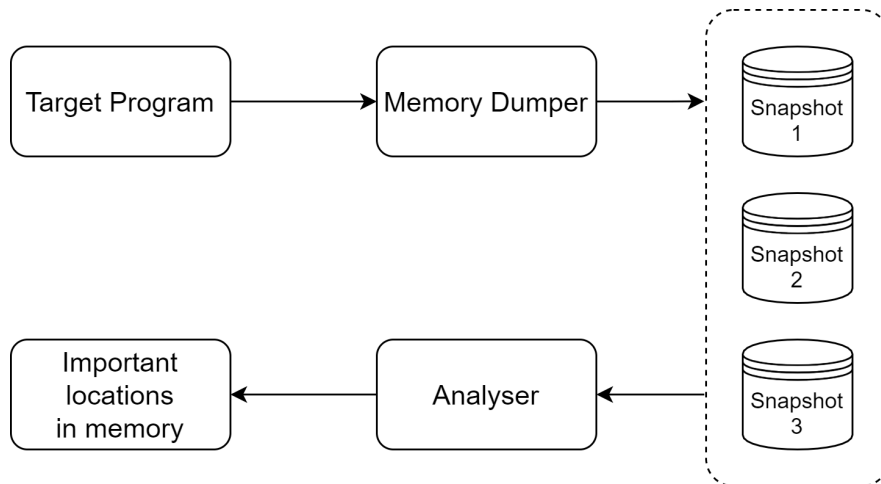 Target Program
Memory Dumper
Snapshot
1
Snapshot
2
Snapshot
3
Analyser
Important
locations
in memory